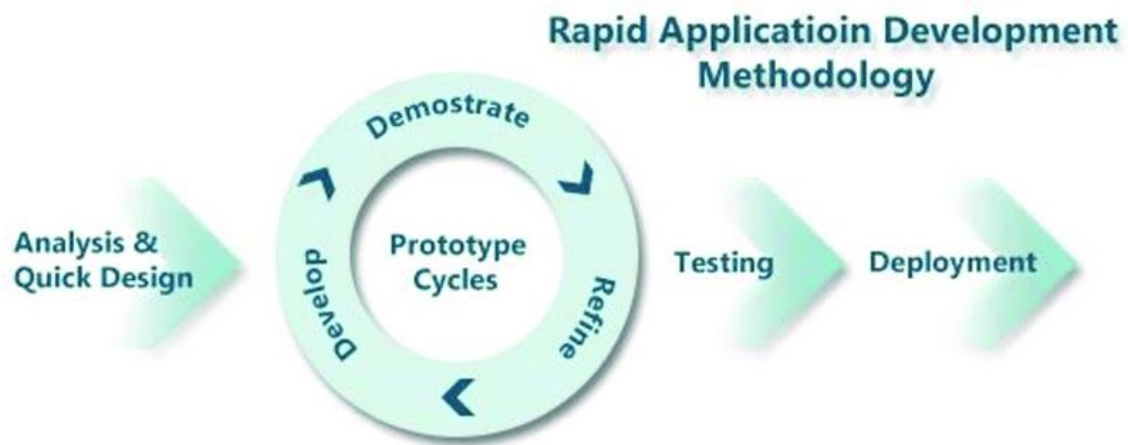 Rapid Applicatioin Development
Methodology
Analysis &
Quick Design
Demostrate
Refine
Develop
Prototype
Cycles
Testing
Deployment